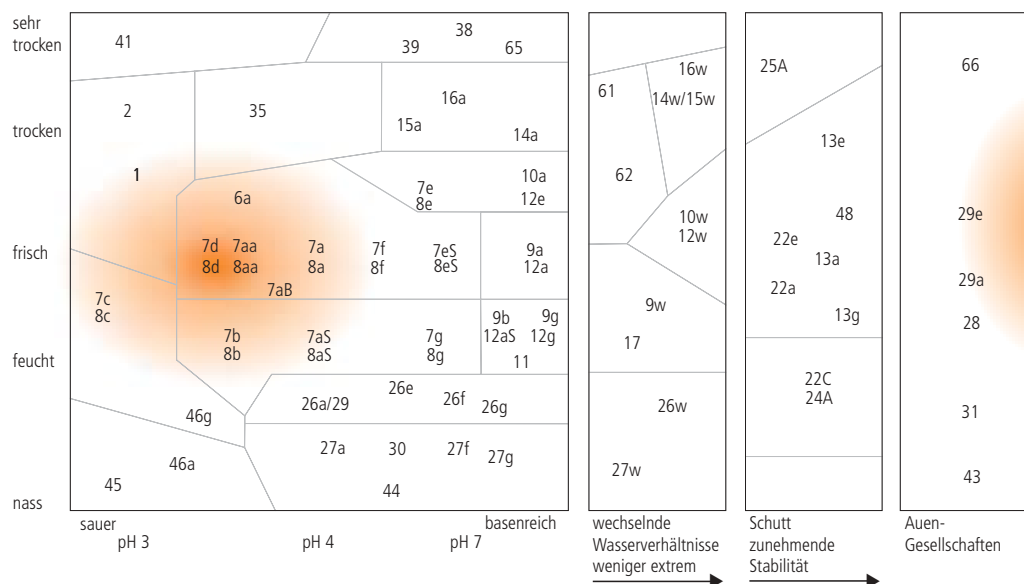 sehr
trocken
trocken
frisch
feucht
nass
41
38
39
65
2
35
16a
15a
14a
1
6a
7e
8e
10a
12e
7d
7aa
7a
7f
7eS
9a
8d
8aa
8a
8f
8eS
12a
7aB
7c
8c
7b
8b
7aS
8aS
7g
8g
9b
9g
12aS
12g
11
46g
26a/29
26e
26f
26g
46a
45
27a
30
27f
27g
44
sauer
basenreich
pH 3
pH 4
pH 7
61
16w
14w/15w
62
10w
12w
9w
17
26w
27w
wechselnde
Wasserverhältnisse
weniger extrem
25A
13e
48
22e
13a
22a
13g
22C
24A
Schutt
zunehmende
Stabilität
66
29e
29a
28
31
43
Auen-
Gesellschaften